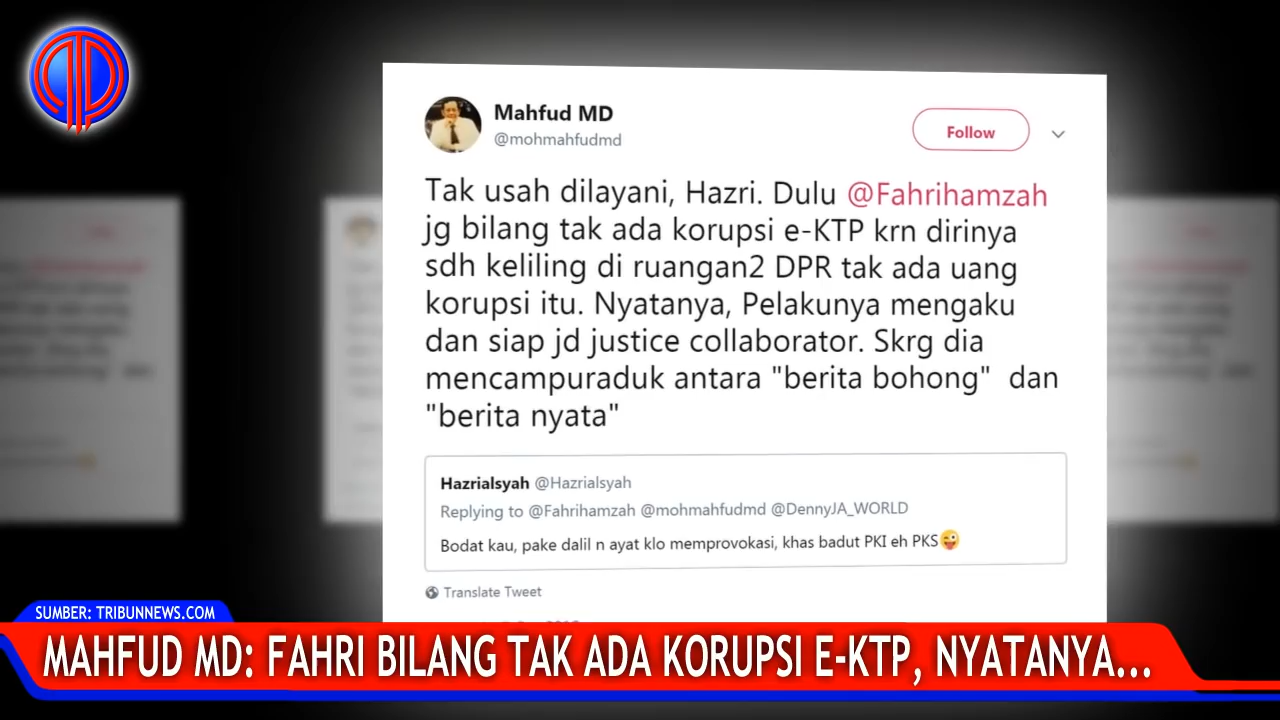 Mahfud MD
@mohmahfudmd
Follow
Tak usah dilayani, Hazri. Dulu @Fahrihamzah
jg bilang tak ada korupsi e-KTP krn dirinya
sdh keliling di ruangan2 DPR tak ada uang
korupsi itu. Nyatanya, Pelakunya mengaku
dan siap jd justice collaborator. Skrg dia
mencampuraduk antara "berita bohong" dan
"berita nyata"
Hazrialsyah @Hazrialsyah
Replying to @Fahrihamzah @mohmahfudmd @DennyJA_WORLD
Bodat kau, pake dalil n ayat klo memprovokasi, khas badut PKI eh PKS😜
Translate Tweet
SUMBER: TRIBUNNEWS.COM
MAHFUD MD: FAHRI BILANG TAK ADA KORUPSI E-KTP, NYATANYA...